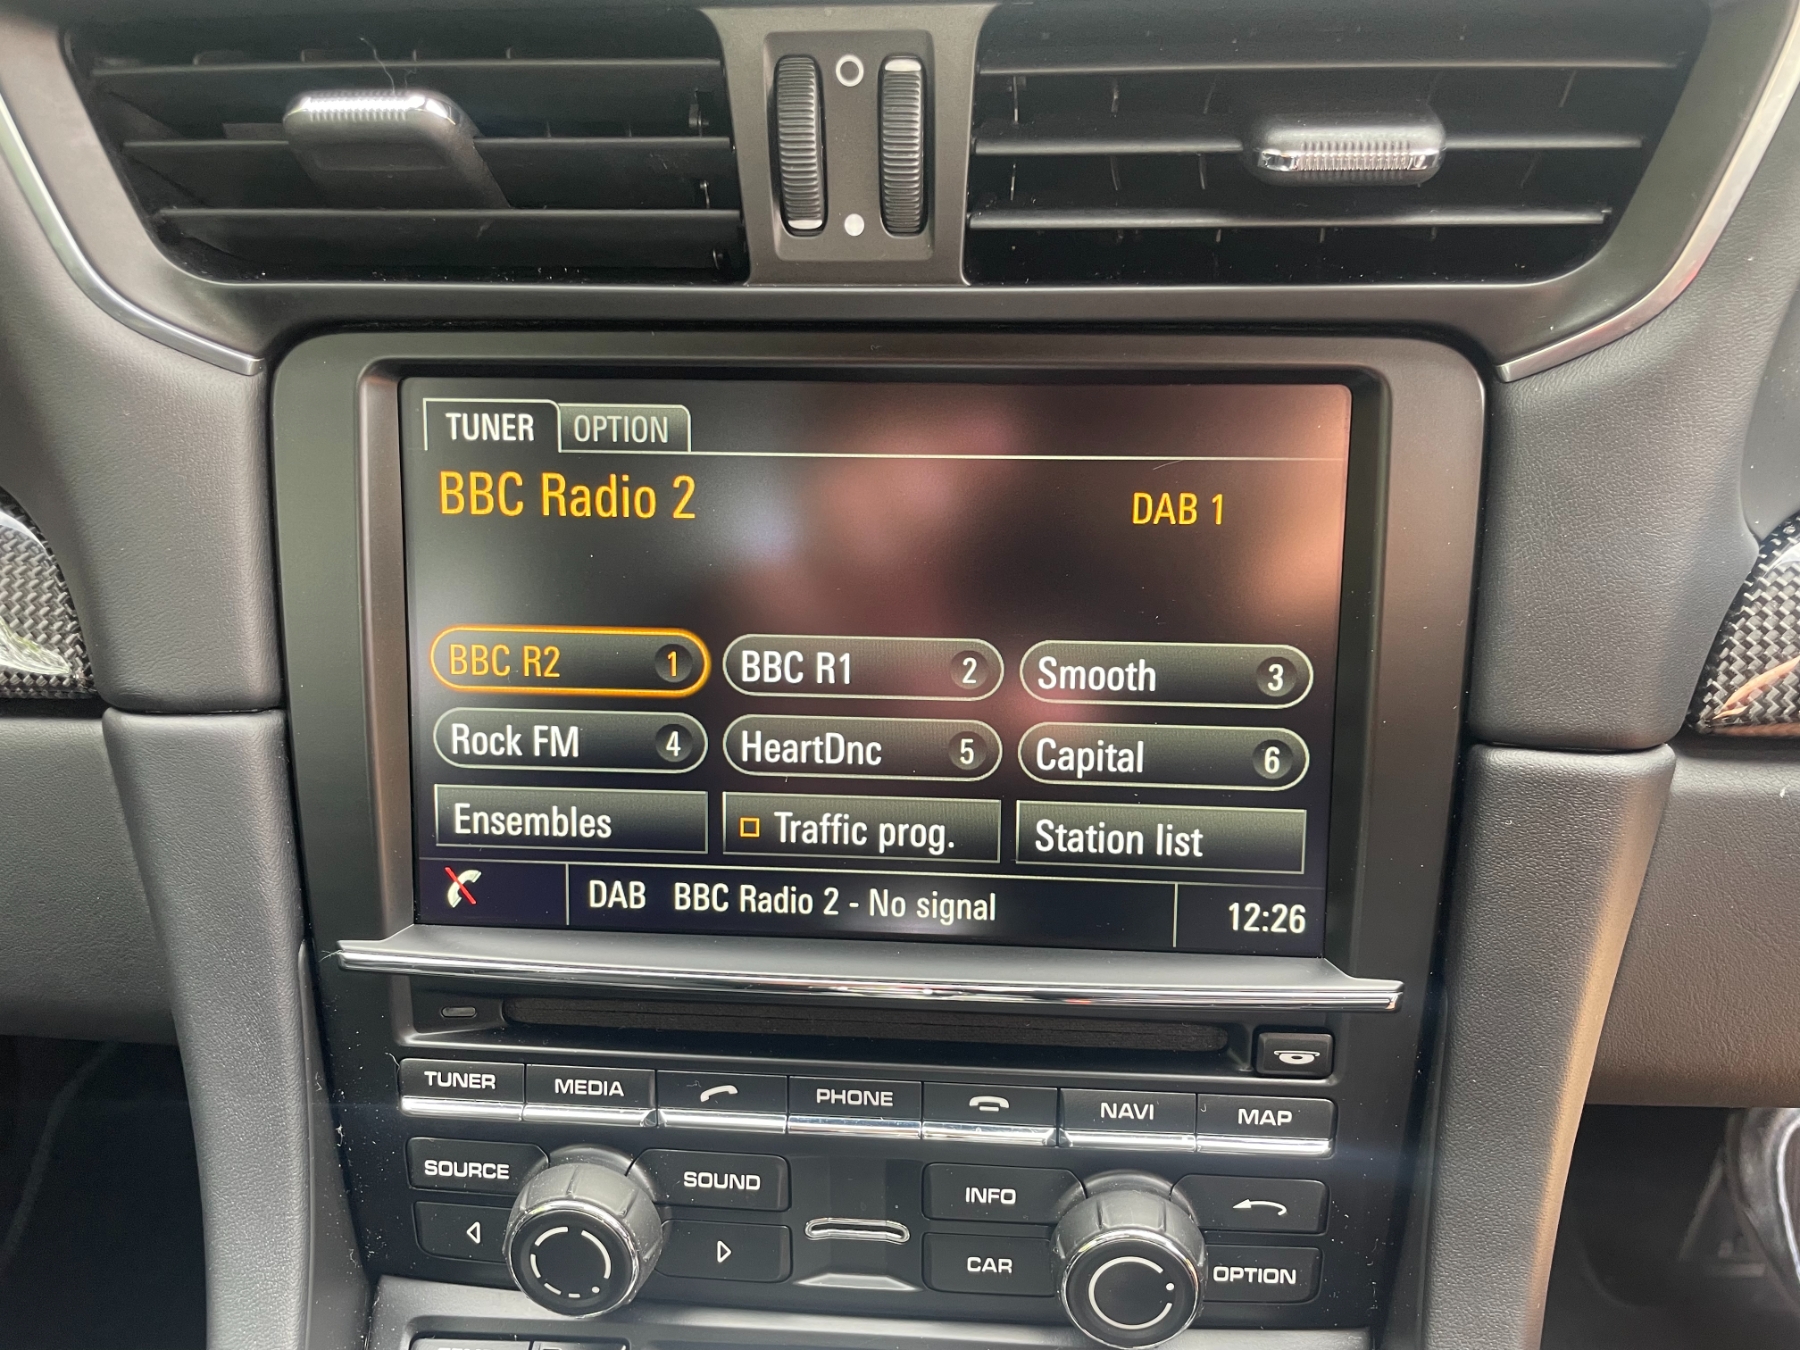 TUNER OPTION
BBC Radio 2 DAB 1
BBC R2 1 BBC R1 2 Smooth 3
Rock FM 4 HeartDnc 5 Capital 6
Ensembles Traffic prog. Station list
DAB BBC Radio 2 - No signal 12:26
TUNER MEDIA PHONE NAVI MAP
SOURCE SOUND INFO
CAR OPTION